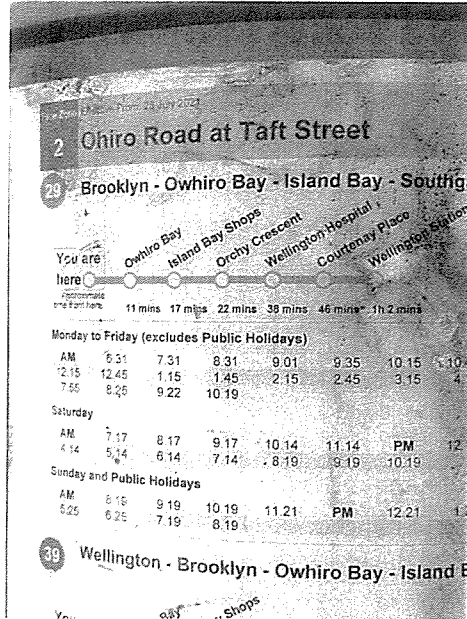 2 Ohiro Road at Taft Street
29 Brooklyn - Owhiro Bay - Island Bay - Southg
Owhiro Bay
Island Bay Shops
Orchy Crescent
Wellington Hospital
Courtenay Place
Wellington Station
You are
here
Approximate
time from here
11 mins 17 mins 22 mins 38 mins 46 mins 1h 2 mins
Monday to Friday (excludes Public Holidays)
AM 6.31 7.31 8.31 9.01 9.35 10.15
12.15 12.45 1.15 1.45 2.15 2.45 3.15
7.55 8.25 9.22 10.19
Saturday
AM 7.17 8.17 9.17 10.14 11.14 PM 12
4.14 5.14 6.14 7.14 8.19 9.19 10.19
Sunday and Public Holidays
AM 8.19 9.19 10.19 11.21 PM 12.21
5.25 6.25 7.19 8.19
39 Wellington - Brooklyn - Owhiro Bay - Island
Bay
Shops